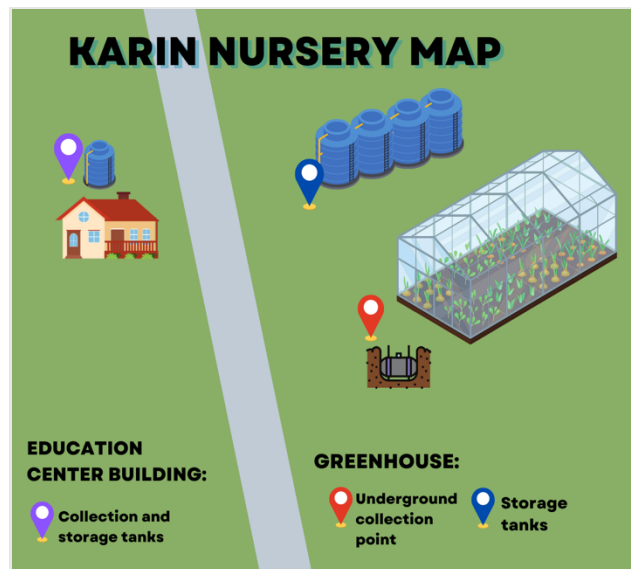 KARIN NURSERY MAP
EDUCATION
CENTER BUILDING:
Collection and
storage tanks
GREENHOUSE:
Underground
collection
point
Storage
tanks